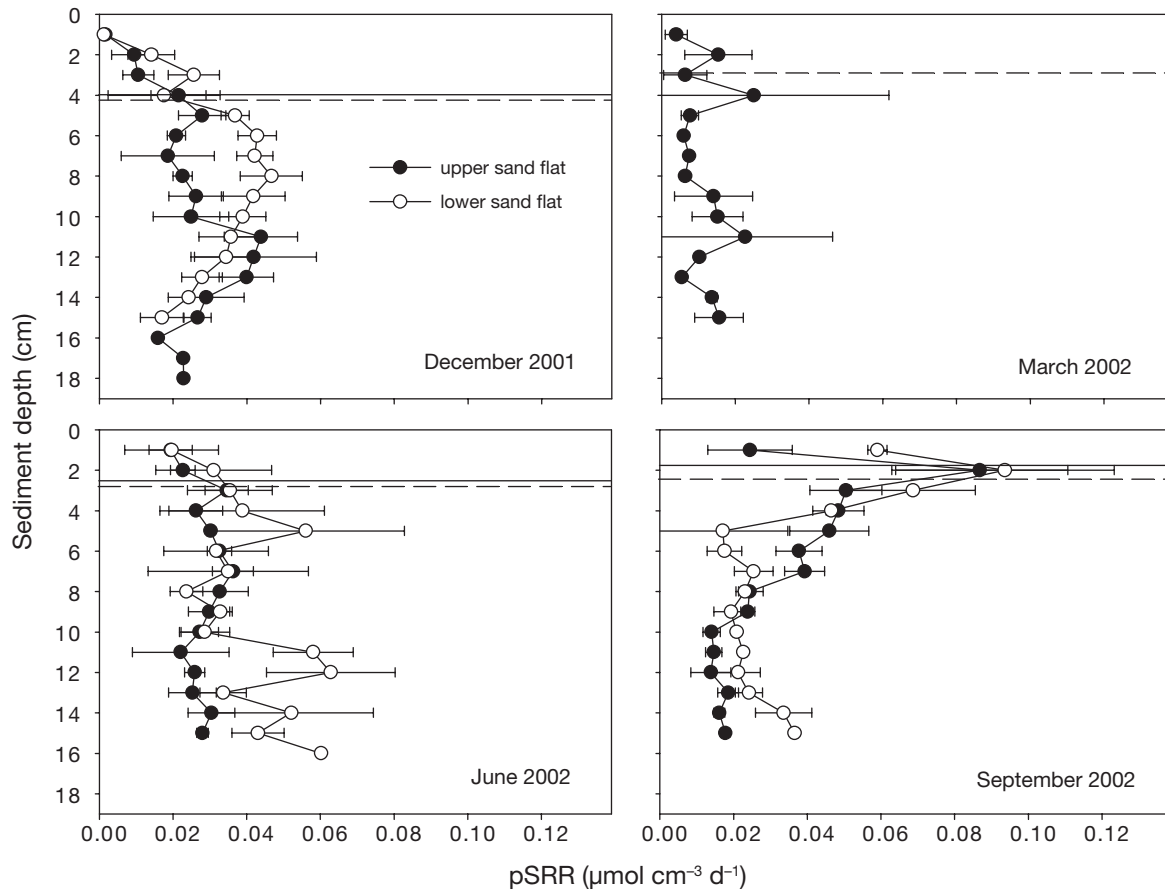 0
2
4
6
8
10
12
14
16
18
upper sand flat
lower sand flat
December 2001
March 2002
Sediment depth (cm)
0
2
4
6
8
10
12
14
16
18
June 2002
September 2002
0.00 0.02 0.04 0.06 0.08 0.10 0.12
0.00 0.02 0.04 0.06 0.08 0.10 0.12
pSRR (μmol cm⁻³ d⁻¹)